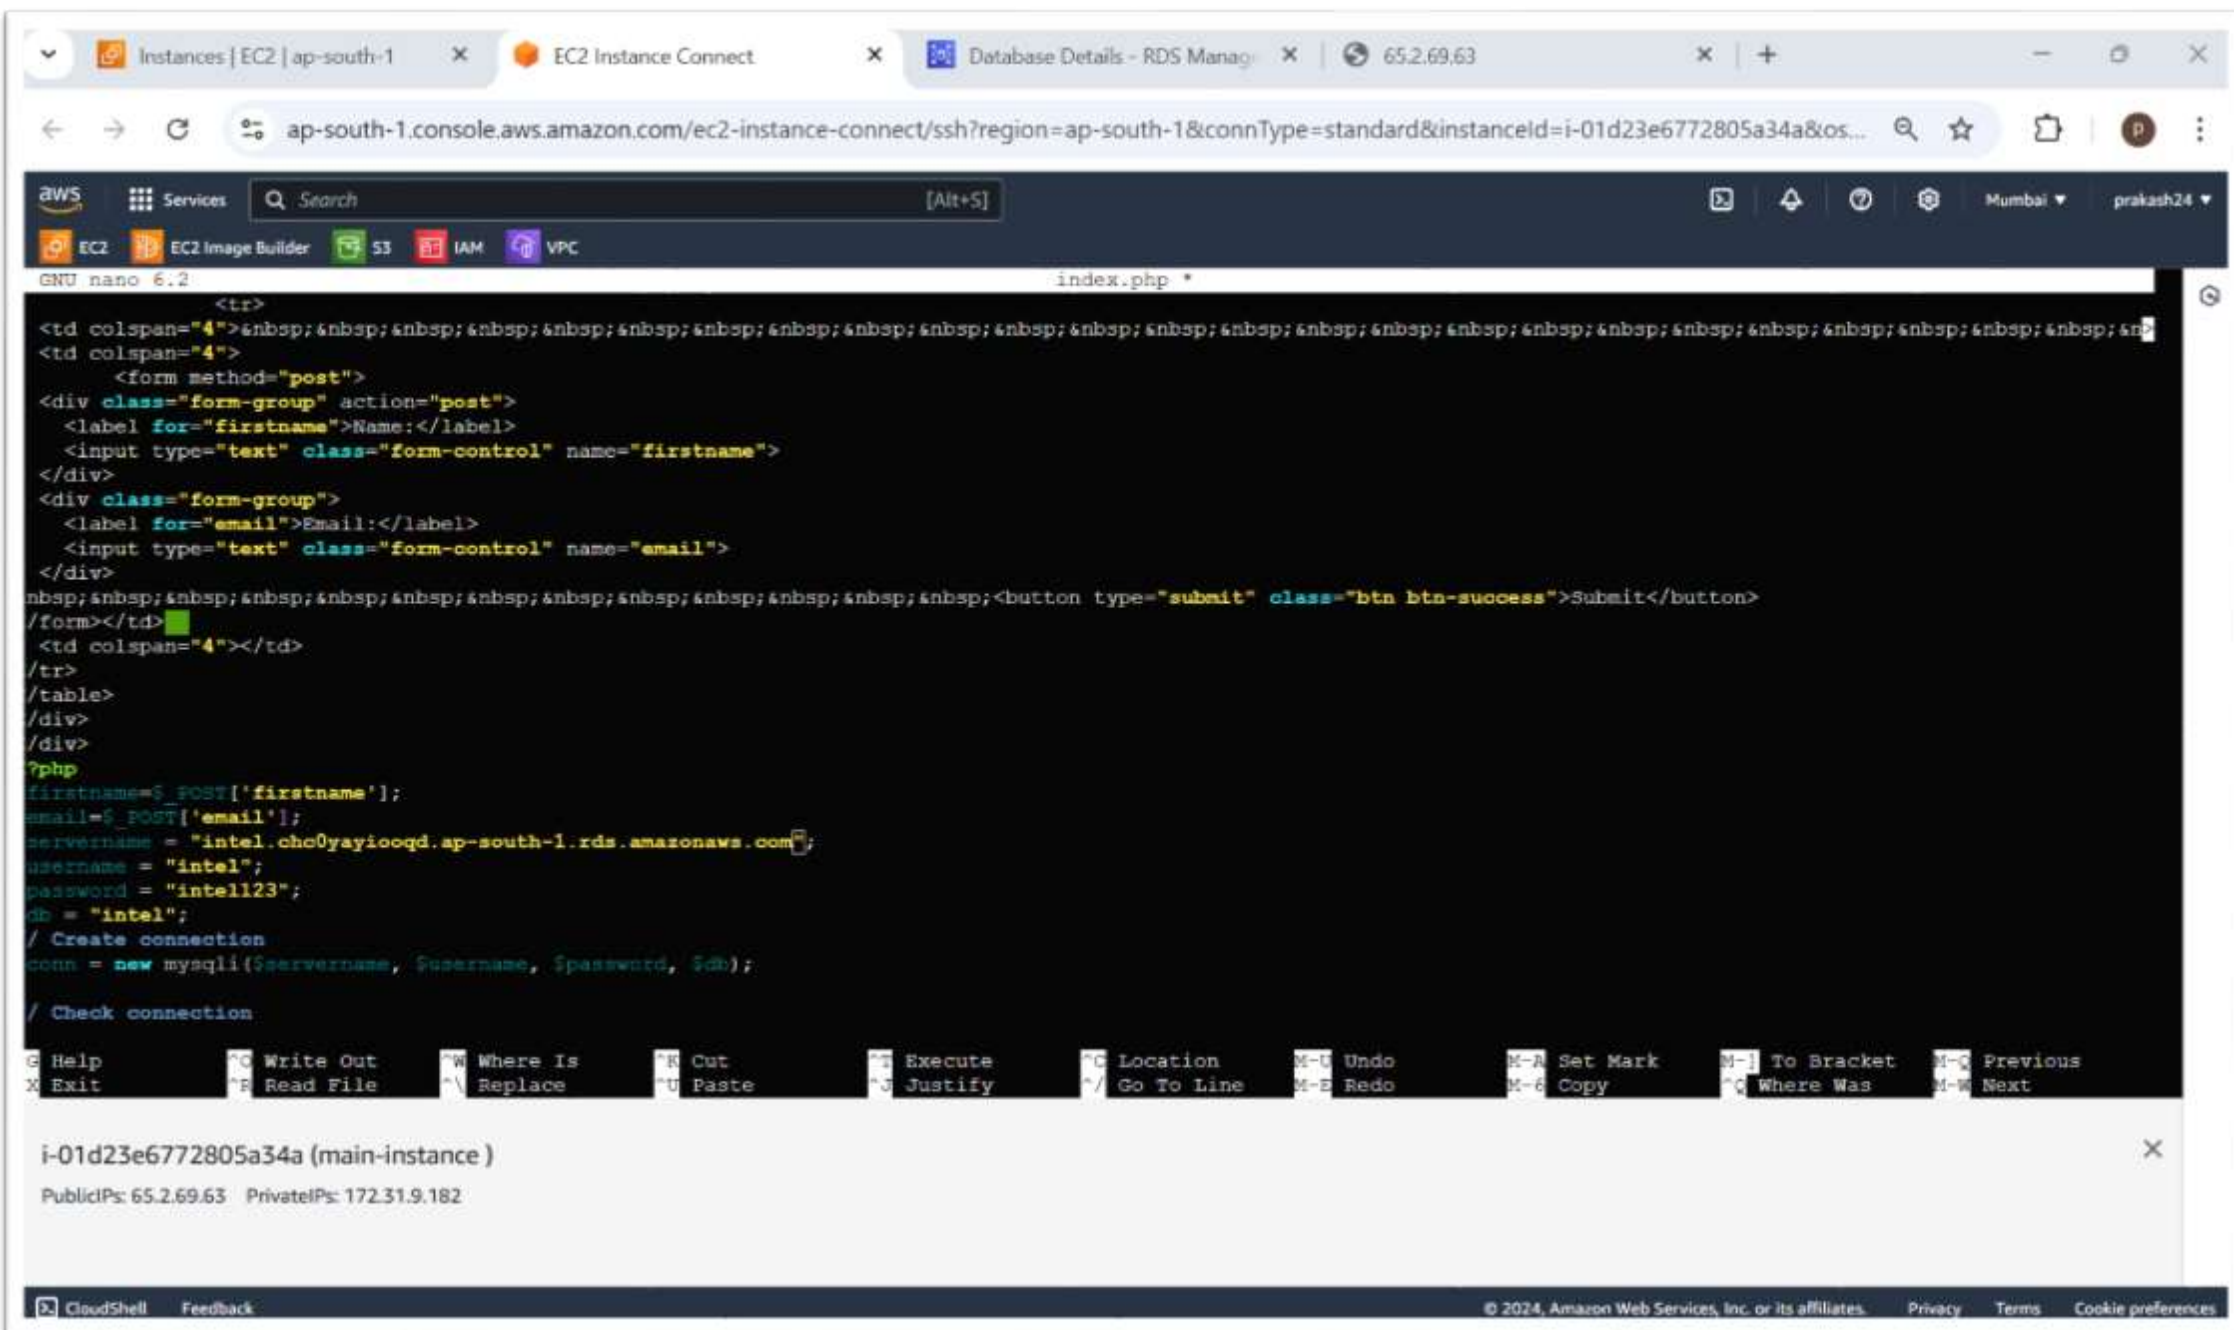 Instances | EC2 | ap-south-1
EC2 Instance Connect
Database Details - RDS Manag
65.2.69.63
ap-south-1.console.aws.amazon.com/ec2-instance-connect/ssh?region=ap-south-1&connType=standard&instanceId=i-01d23e6772805a34a&os...
P
aws Services Search [Alt+S] Mumbai prakash24
EC2 EC2 Image Builder S3 IAM VPC
GNU nano 6.2 index.php *
<tr>
<td colspan="4">&nbsp;&nbsp;&nbsp;&nbsp;&nbsp;&nbsp;&nbsp;&nbsp;&nbsp;&nbsp;&nbsp;&nbsp;&nbsp;&nbsp;&nbsp;&nbsp;&nbsp;&nbsp;&nbsp;&nbsp;&nbsp;&nbsp;&nbsp;&nbsp;&nbsp;&n>
<td colspan="4">
<form method="post">
<div class="form-group" action="post">
<label for="firstname">Name:</label>
<input type="text" class="form-control" name="firstname">
</div>
<div class="form-group">
<label for="email">Email:</label>
<input type="text" class="form-control" name="email">
</div>
nbsp;&nbsp;&nbsp;&nbsp;&nbsp;&nbsp;&nbsp;&nbsp;&nbsp;&nbsp;&nbsp;&nbsp;&nbsp;<button type="submit" class="btn btn-success">Submit</button>
/form></td>
<td colspan="4"></td>
/tr>
/table>
/div>
/div>
?php
firstname=$_POST['firstname'];
email=$_POST['email'];
servername = "intel.chc0yayiooqd.ap-south-1.rds.amazonaws.com";
username = "intel";
password = "intel123";
db = "intel";
/ Create connection
conn = new mysqli($servername, $username, $password, $db);
/ Check connection
G Help ^O Write Out ^W Where Is ^K Cut ^T Execute ^C Location M-U Undo M-A Set Mark M-] To Bracket M-Q Previous
X Exit ^R Read File ^\ Replace ^U Paste ^J Justify ^/ Go To Line M-E Redo M-6 Copy ^Q Where Was M-W Next
i-01d23e6772805a34a (main-instance )
PublicIPs: 65.2.69.63 PrivateIPs: 172.31.9.182
CloudShell Feedback © 2024, Amazon Web Services, Inc. or its affiliates. Privacy Terms Cookie preferences